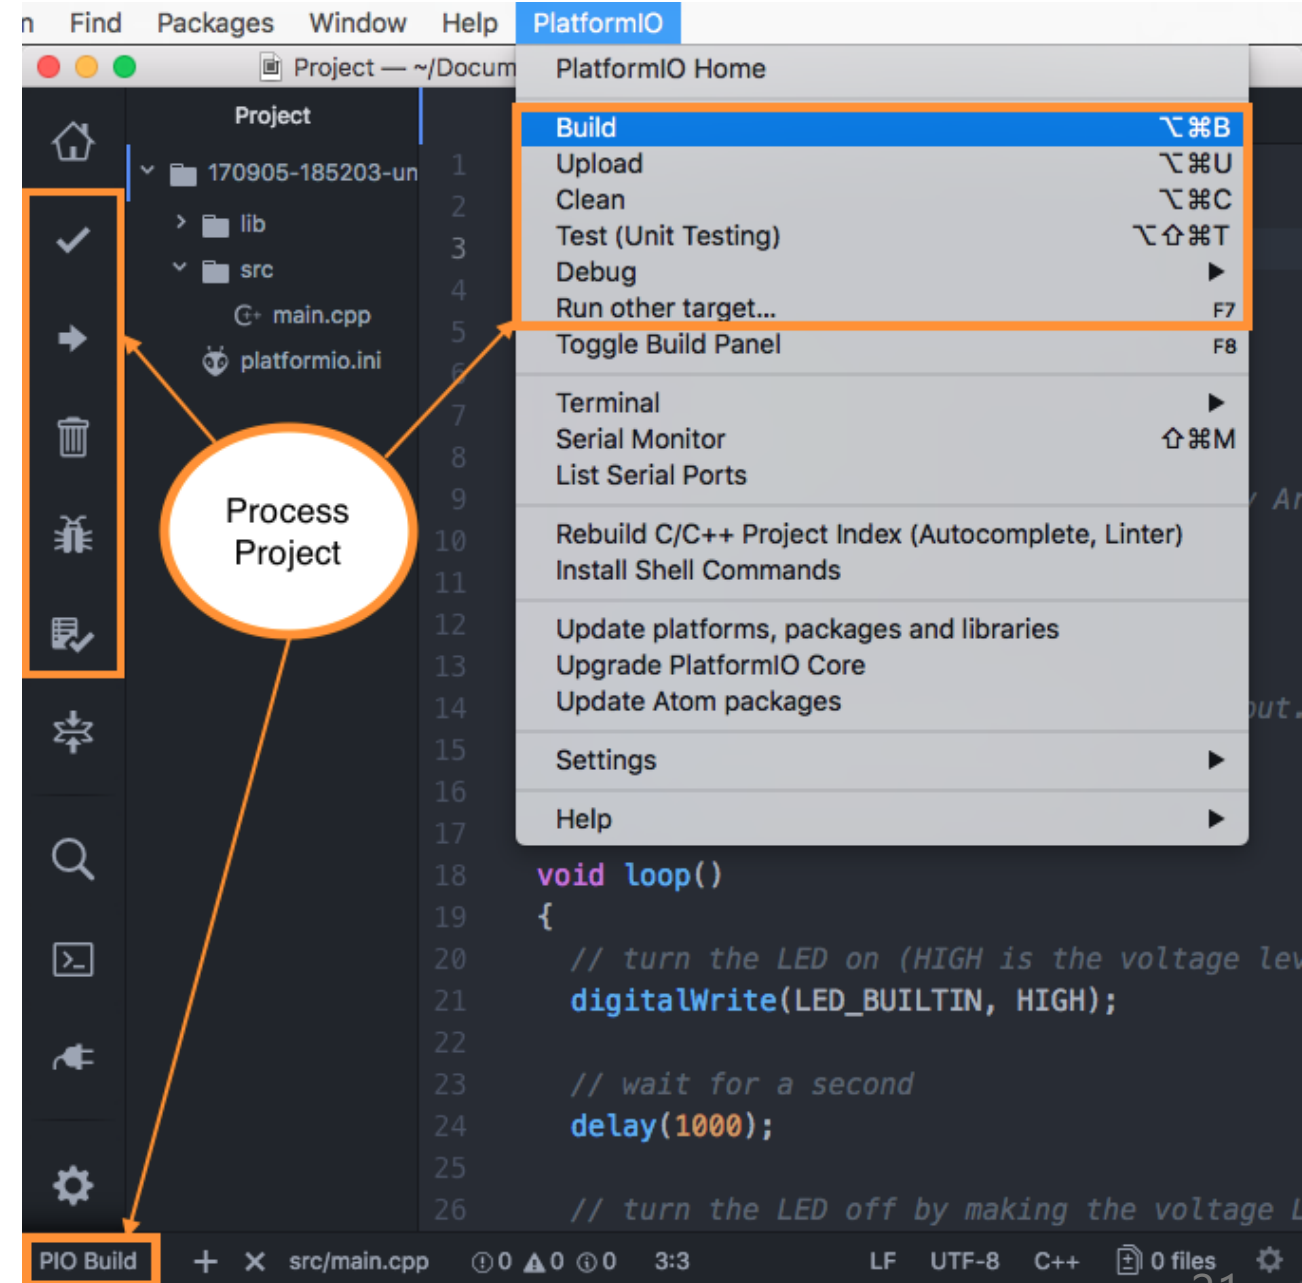 Find Packages Window Help PlatformIO
Project — ~/Docum
PlatformIO Home
Build ⌥⌘B
Upload ⌥⌘U
Clean ⌥⌘C
Test (Unit Testing) ⌥⇧⌘T
Debug ▶
Run other target... F7
Toggle Build Panel F8
Terminal ▶
Serial Monitor ⇧⌘M
List Serial Ports
Rebuild C/C++ Project Index (Autocomplete, Linter)
Install Shell Commands
Update platforms, packages and libraries
Upgrade PlatformIO Core
Update Atom packages
Settings ▶
Help ▶
Project
170905-185203-un
lib
src
main.cpp
platformio.ini
Process
Project
1
2
3
4
5
6
7
8
9
10
11
12
13
14 out.
15
16
17
18 void loop()
19 {
20 // turn the LED on (HIGH is the voltage lev
21 digitalWrite(LED_BUILTIN, HIGH);
22
23 // wait for a second
24 delay(1000);
25
26 // turn the LED off by making the voltage L
PIO Build + × src/main.cpp 0 0 0 3:3 LF UTF-8 C++ 0 files